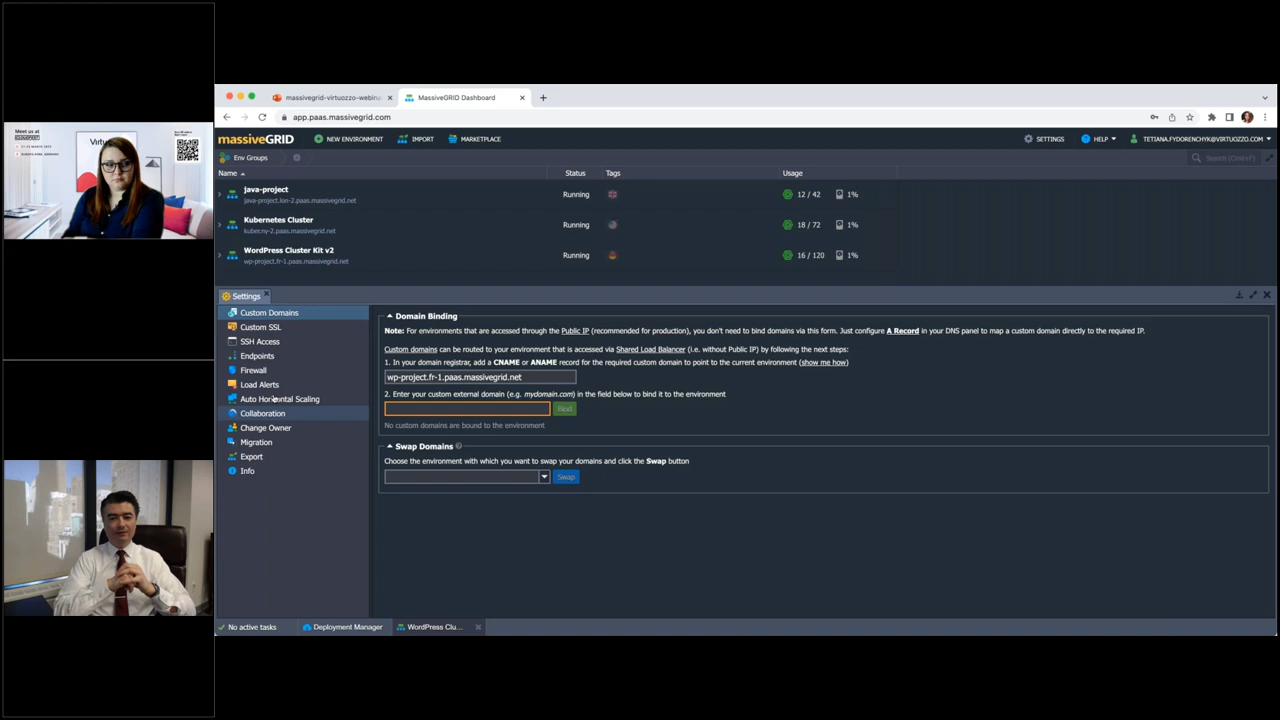 Meet us at
CLOUDFEST
Virtu
massivegrid-virtuozzo-webina
MassiveGRID Dashboard
app.paas.massivegrid.com
massiveGRID
NEW ENVIRONMENT
IMPORT
MARKETPLACE
SETTINGS
HELP
TETIANA.FYDORENCHYK@VIRTUOZZO.COM
Env Groups
Search (Cmd+F)
Name
Status
Tags
Usage
java-project
java-project.lon-2.paas.massivegrid.net
Running
12 / 42
1%
Kubernetes Cluster
kuber.ny-2.paas.massivegrid.net
Running
18 / 72
1%
WordPress Cluster Kit v2
wp-project.fr-1.paas.massivegrid.net
Running
16 / 120
1%
Settings
Custom Domains
Custom SSL
SSH Access
Endpoints
Firewall
Load Alerts
Auto Horizontal Scaling
Collaboration
Change Owner
Migration
Export
Info
Domain Binding
Note: For environments that are accessed through the Public IP (recommended for production), you don't need to bind domains via this form. Just configure A Record in your DNS panel to map a custom domain directly to the required IP.
Custom domains can be routed to your environment that is accessed via Shared Load Balancer (i.e. without Public IP) by following the next steps:
1. In your domain registrar, add a CNAME or ANAME record for the required custom domain to point to the current environment (show me how)
wp-project.fr-1.paas.massivegrid.net
2. Enter your custom external domain (e.g. mydomain.com) in the field below to bind it to the environment
Bind
No custom domains are bound to the environment
Swap Domains
Choose the environment with which you want to swap your domains and click the Swap button
Swap
No active tasks
Deployment Manager
WordPress Clu...